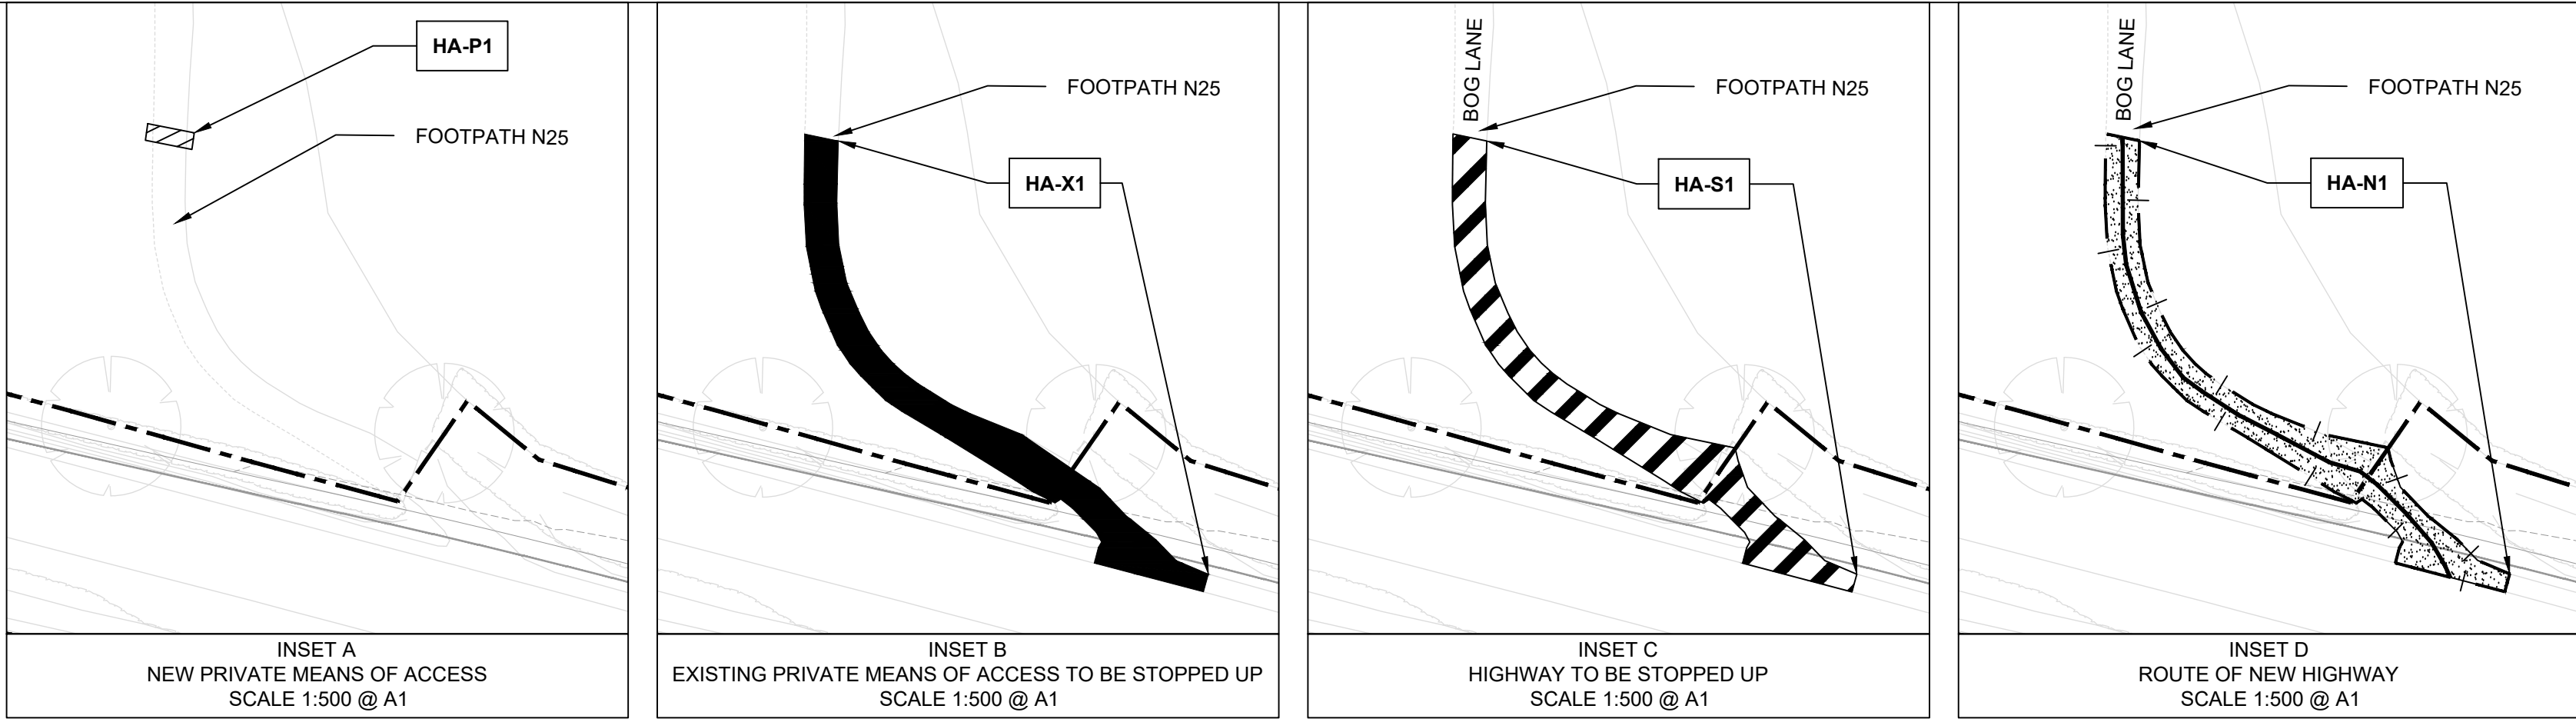 HA-P1
FOOTPATH N25
INSET A
NEW PRIVATE MEANS OF ACCESS
SCALE 1:500 @ A1
FOOTPATH N25
HA-X1
INSET B
EXISTING PRIVATE MEANS OF ACCESS TO BE STOPPED UP
SCALE 1:500 @ A1
BOG LANE
FOOTPATH N25
HA-S1
INSET C
HIGHWAY TO BE STOPPED UP
SCALE 1:500 @ A1
BOG LANE
FOOTPATH N25
HA-N1
INSET D
ROUTE OF NEW HIGHWAY
SCALE 1:500 @ A1